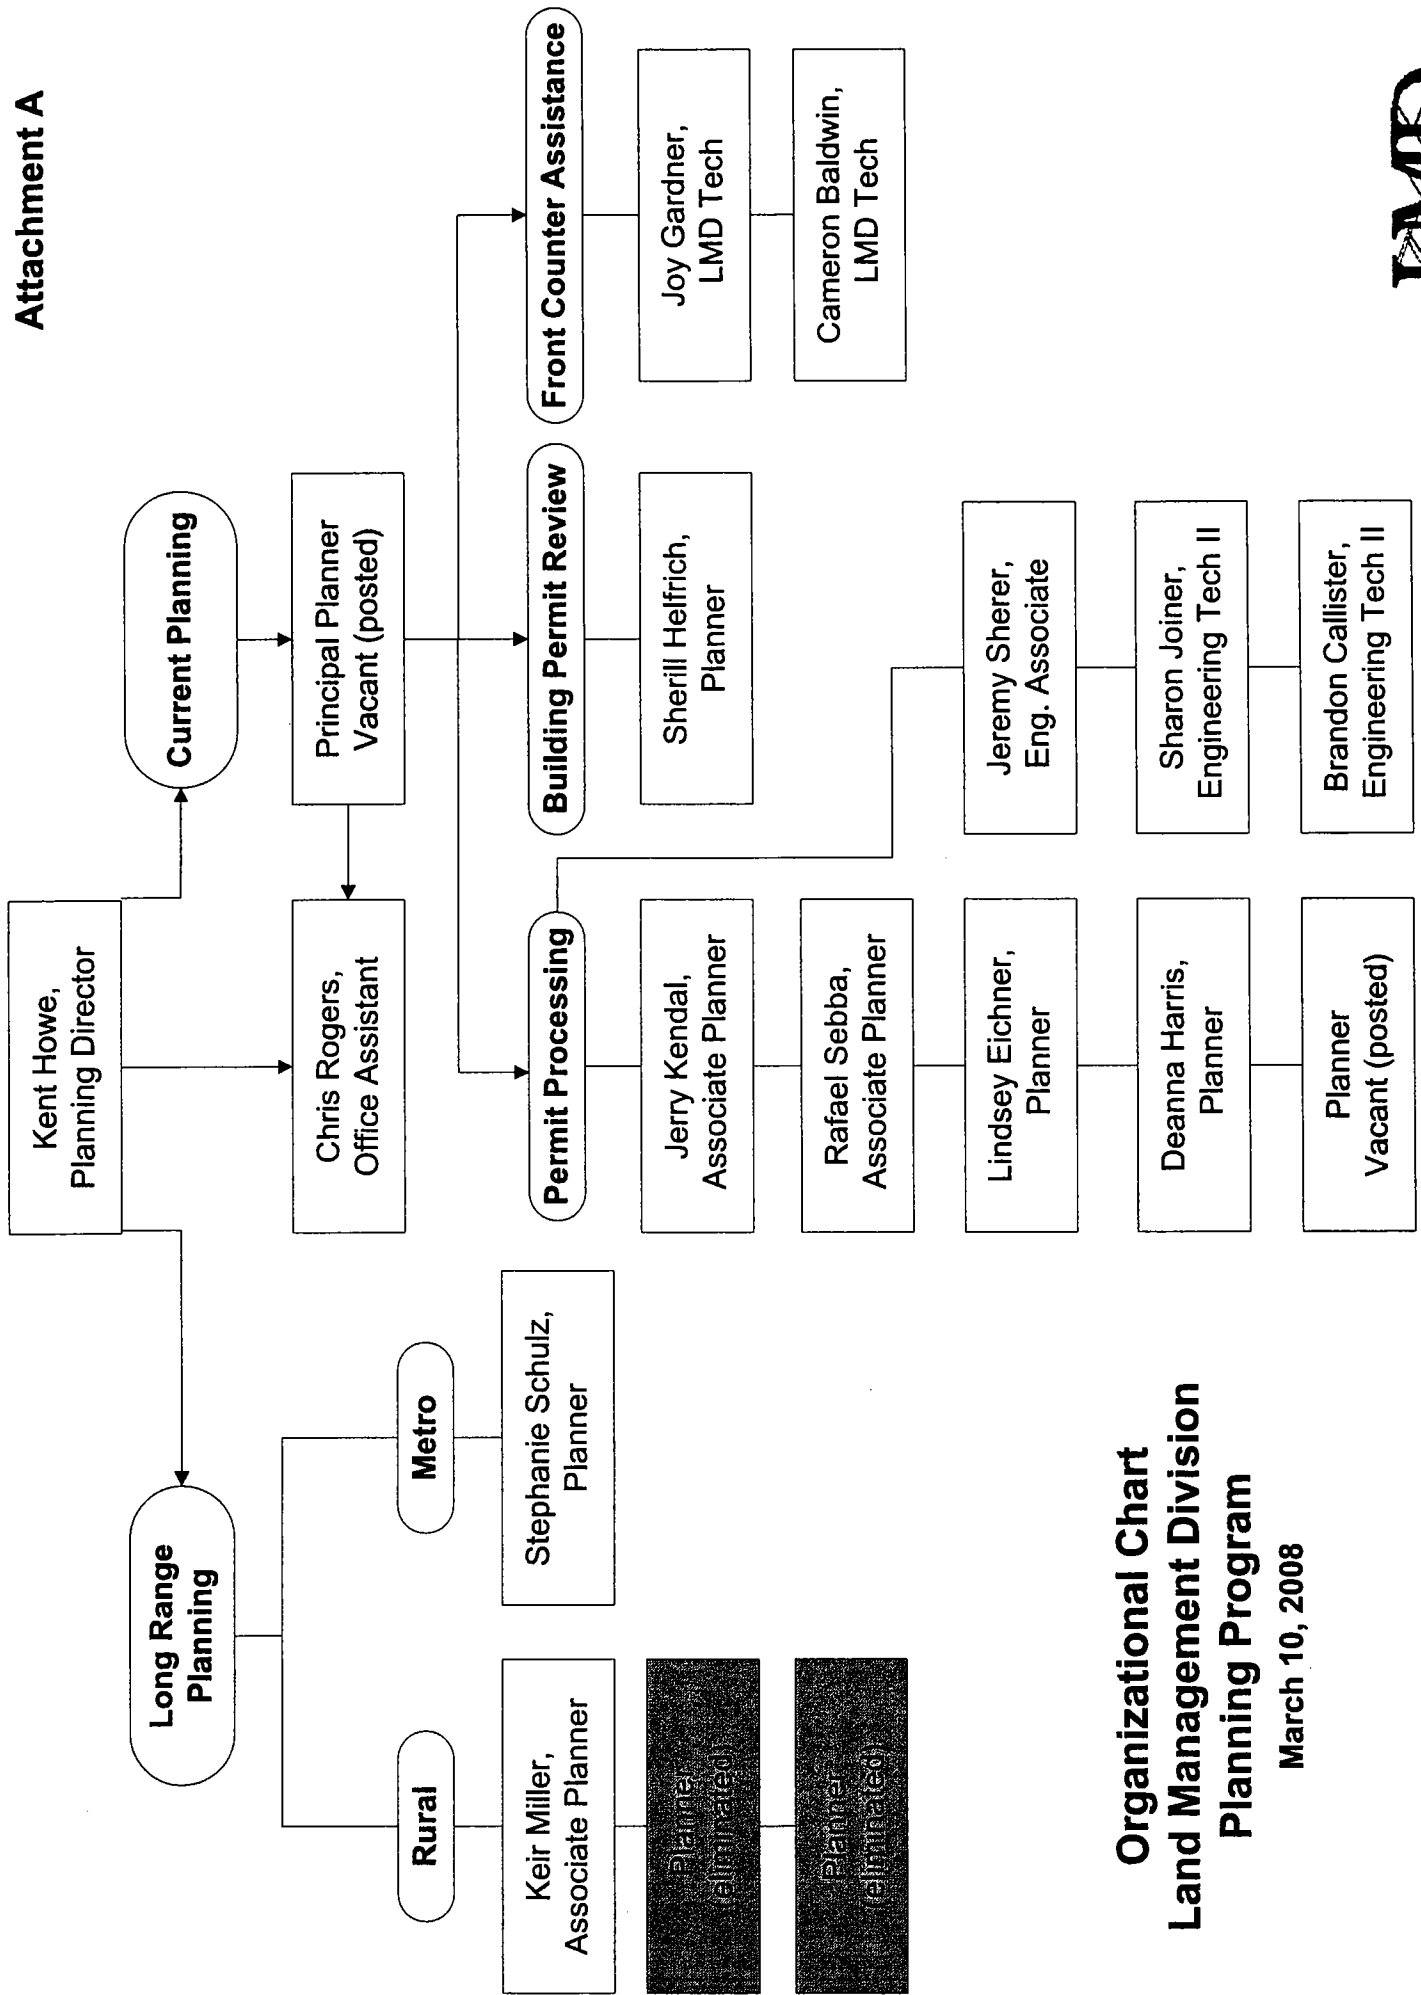 Attachment A
Kent Howe,
Planning Director
Long Range
Planning
Current Planning
Chris Rogers,
Office Assistant
Principal Planner
Vacant (posted)
Rural
Metro
Keir Miller,
Associate Planner
Stephanie Schulz,
Planner
Planner
(eliminated)
Planner
(eliminated)
Permit Processing
Building Permit Review
Front Counter Assistance
Jerry Kendal,
Associate Planner
Sherill Helfrich,
Planner
Joy Gardner,
LMD Tech
Rafael Sebba,
Associate Planner
Cameron Baldwin,
LMD Tech
Lindsey Eichner,
Planner
Jeremy Sherer,
Eng. Associate
Deanna Harris,
Planner
Sharon Joiner,
Engineering Tech II
Planner
Vacant (posted)
Brandon Callister,
Engineering Tech II
Organizational Chart
Land Management Division
Planning Program
March 10, 2008
LMD